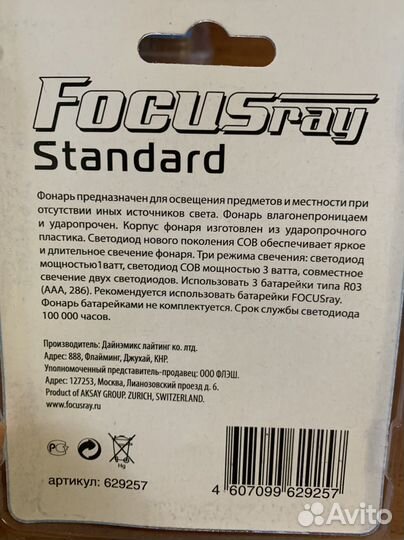 FOCUSray
Standard
Фонарь предназначен для освещения предметов и местности при
отсутствии иных источников света. Фонарь влагонепроницаем
и ударопрочен. Корпус фонаря изготовлен из ударопрочного
пластика. Светодиод нового поколения COB обеспечивает яркое
и длительное свечение фонаря. Три режима свечения: светодиод
мощностью1ватт, светодиод COB мощностью 3 ватта, совместное
свечение двух светодиодов. Использовать 3 батарейки типа R03
(AAA, 286). Рекомендуется использовать батарейки FOCUSray.
Фонарь батарейками не комплектуется. Срок службы светодиода
100 000 часов.
Производитель: Дайнэмикс лайтинг ко. лтд.
Адрес: 888, Флайминг, Джухай, КНР.
Уполномоченный представитель-продавец: ООО ФЛЭШ.
Адрес: 127253, Москва, Лианозовский проезд д. 6.
Product of AKSAY GROUP. ZURICH, SWITZERLAND.
www.focusray.ru
Hg
артикул: 629257
4 607099 629257
Avito